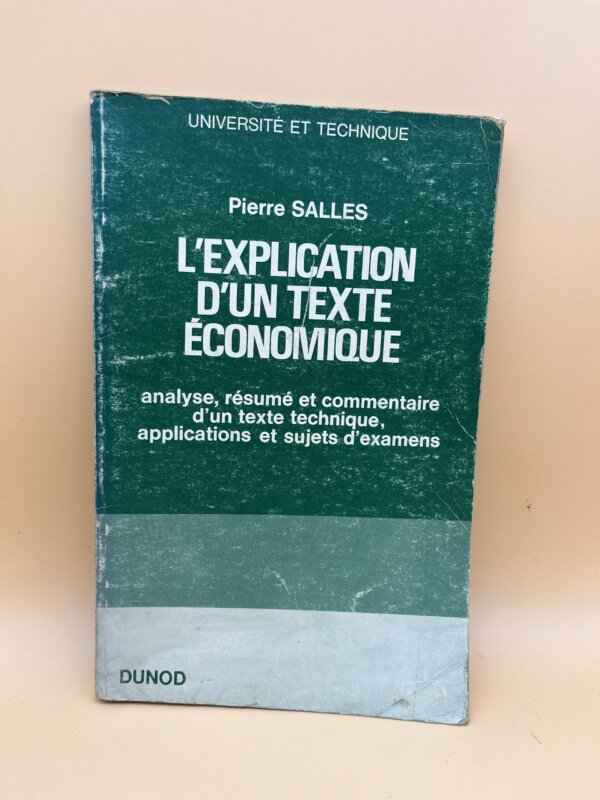 UNIVERSITÉ ET TECHNIQUE
Pierre SALLES
L'EXPLICATION
D'UN TEXTE
ÉCONOMIQUE
analyse, résumé et commentaire
d'un texte technique,
applications et sujets d'examens
DUNOD